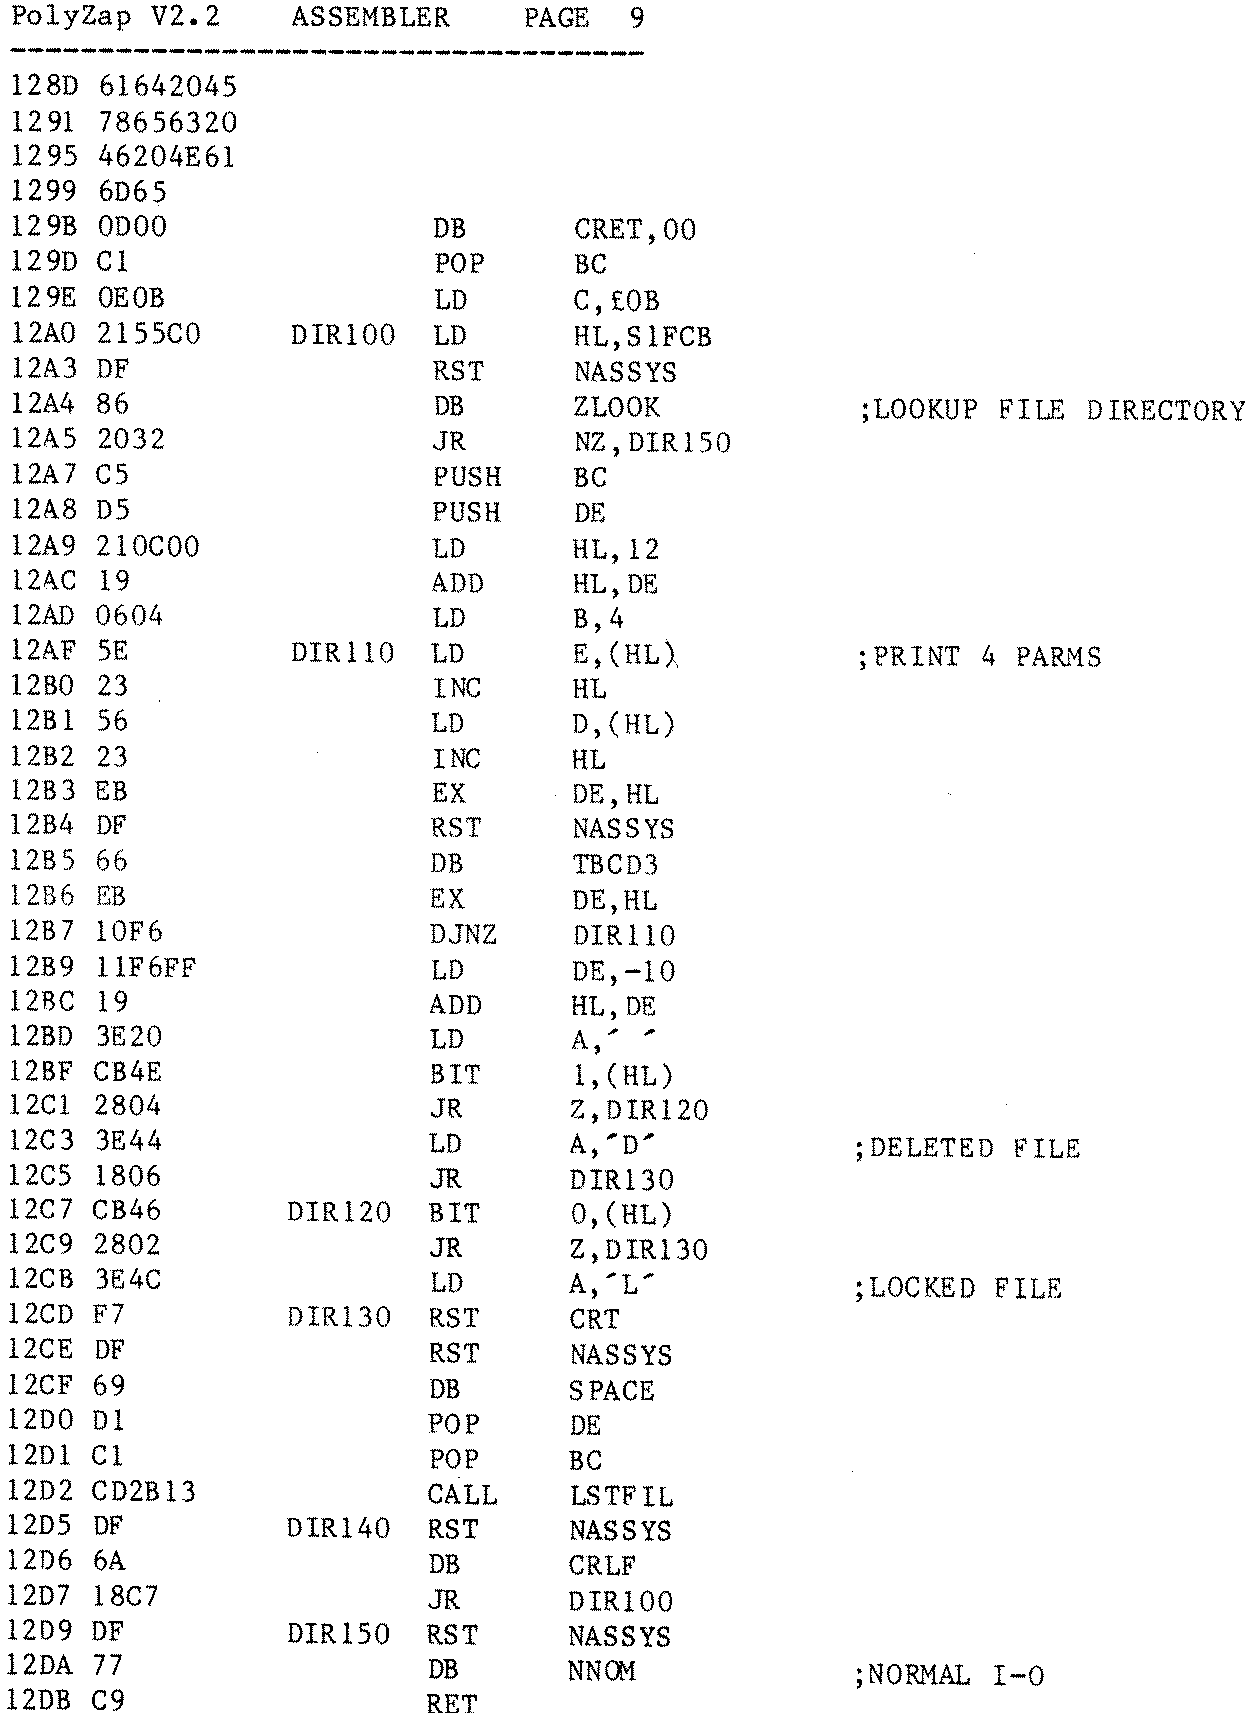 PolyZap V2.2    ASSEMBLER    PAGE  9
------------------------------------
128D 61642045
1291 78656320
1295 46204E61
1299 6D65
129B 0D00              DB      CRET,00
129D C1                POP     BC
129E 0E0B              LD      C,£0B
12A0 2155C0    DIR100  LD      HL,S1FCB
12A3 DF                RST     NASSYS
12A4 86                DB      ZLOOK           ;LOOKUP FILE DIRECTORY
12A5 2032              JR      NZ,DIR150
12A7 C5                PUSH    BC
12A8 D5                PUSH    DE
12A9 210C00            LD      HL,12
12AC 19                ADD     HL,DE
12AD 0604              LD      B,4
12AF 5E        DIR110  LD      E,(HL)          ;PRINT 4 PARMS
12B0 23                INC     HL
12B1 56                LD      D,(HL)
12B2 23                INC     HL
12B3 EB                EX      DE,HL
12B4 DF                RST     NASSYS
12B5 66                DB      TBCD3
12B6 EB                EX      DE,HL
12B7 10F6              DJNZ    DIR110
12B9 11F6FF            LD      DE,-10
12BC 19                ADD     HL,DE
12BD 3E20              LD      A,´ ´
12BF CB4E              BIT     1,(HL)
12C1 2804              JR      Z,DIR120
12C3 3E44              LD      A,´D´           ;DELETED FILE
12C5 1806              JR      DIR130
12C7 CB46      DIR120  BIT     0,(HL)
12C9 2802              JR      Z,DIR130
12CB 3E4C              LD      A,´L´           ;LOCKED FILE
12CD F7        DIR130  RST     CRT
12CE DF                RST     NASSYS
12CF 69                DB      SPACE
12D0 D1                POP     DE
12D1 C1                POP     BC
12D2 CD2B13            CALL    LSTFIL
12D5 DF        DIR140  RST     NASSYS
12D6 6A                DB      CRLF
12D7 18C7              JR      DIR100
12D9 DF        DIR150  RST     NASSYS
12DA 77                DB      NNOM            ;NORMAL I-O
12DB C9                RET